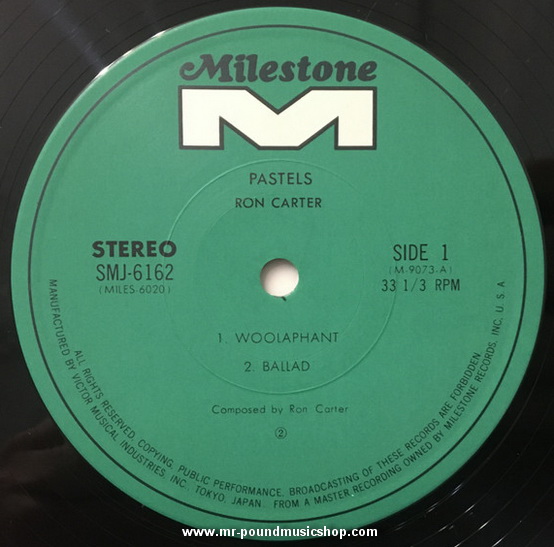 Milestone
M
PASTELS
RON CARTER
STEREO
SMJ-6162
(MILES-6020)
SIDE 1
(M-9073-A)
33 1/3 RPM
1. WOOLAPHANT
2. BALLAD
Composed by Ron Carter
②
ALL RIGHTS RESERVED. COPYING, PUBLIC PERFORMANCE, BROADCASTING OF THESE RECORDS ARE FORBIDDEN.
MANUFACTURED BY VICTOR MUSICAL INDUSTRIES, INC., TOKYO, JAPAN. FROM A MASTER RECORDING OWNED BY MILESTONE RECORDS, INC. U.S.A.
www.mr-poundmusicshop.com